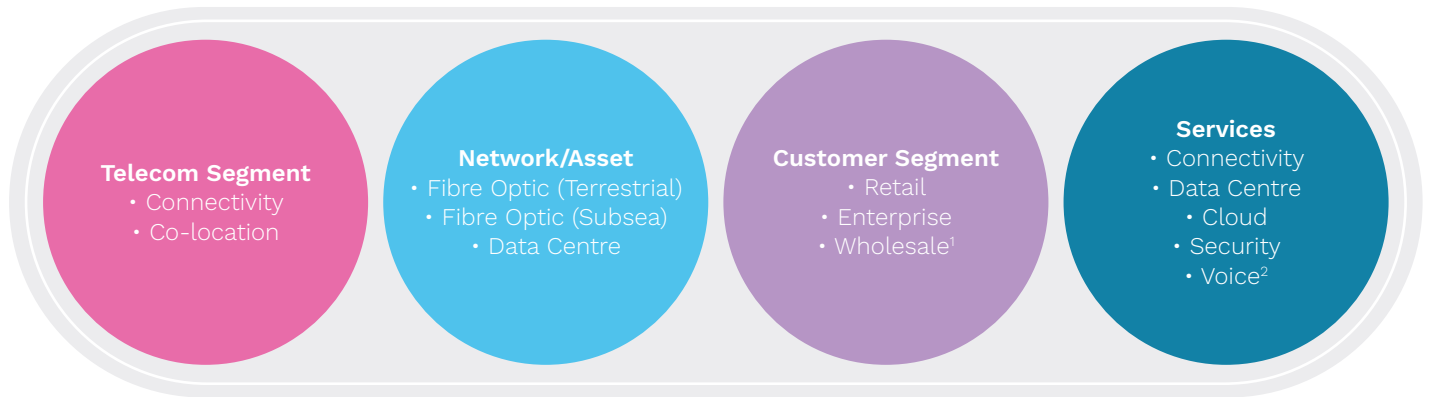 Telecom Segment
• Connectivity
• Co-location
Network/Asset
• Fibre Optic (Terrestrial)
• Fibre Optic (Subsea)
• Data Centre
Customer Segment
• Retail
• Enterprise
• Wholesale¹
Services
• Connectivity
• Data Centre
• Cloud
• Security
• Voice²